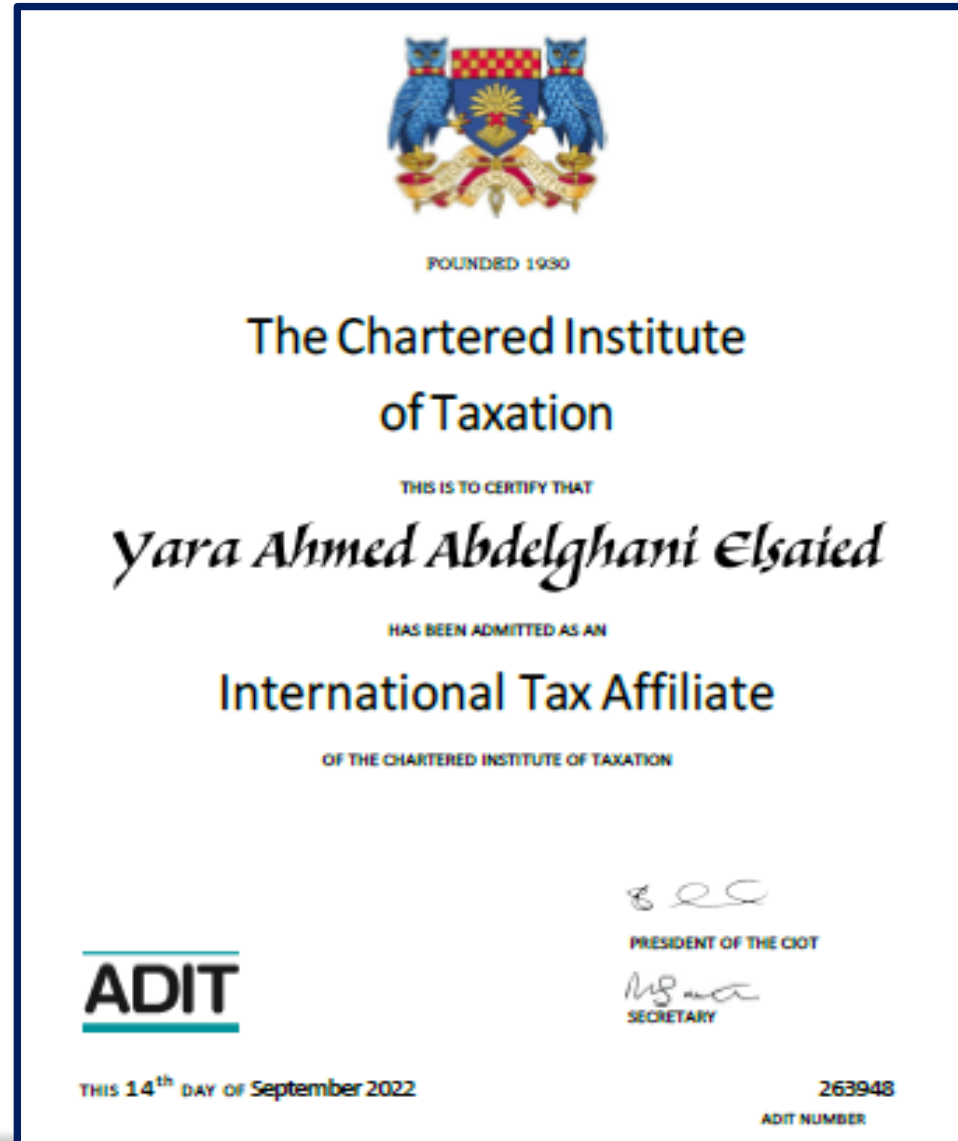 FOUNDED 1930
The Chartered Institute
of Taxation
THIS IS TO CERTIFY THAT
Yara Ahmed Abdelghani Elsaied
HAS BEEN ADMITTED AS AN
International Tax Affiliate
OF THE CHARTERED INSTITUTE OF TAXATION
PRESIDENT OF THE CIOT
ADIT
SECRETARY
THIS 14th DAY OF September 2022
263948
ADIT NUMBER